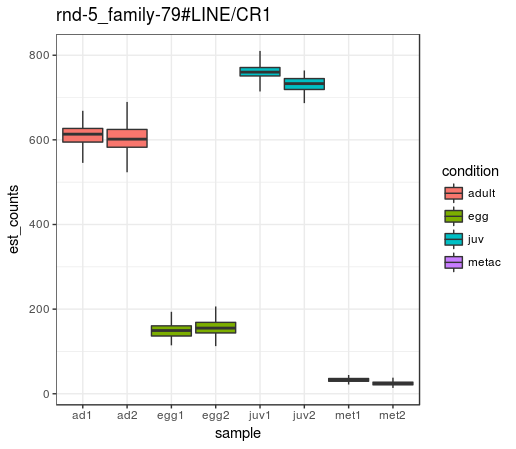 rnd-5_family-79#LINE/CR1
800
600
400
200
0
est_counts
ad1 ad2 egg1 egg2 juv1 juv2 met1 met2
sample
condition
adult
egg
juv
metac